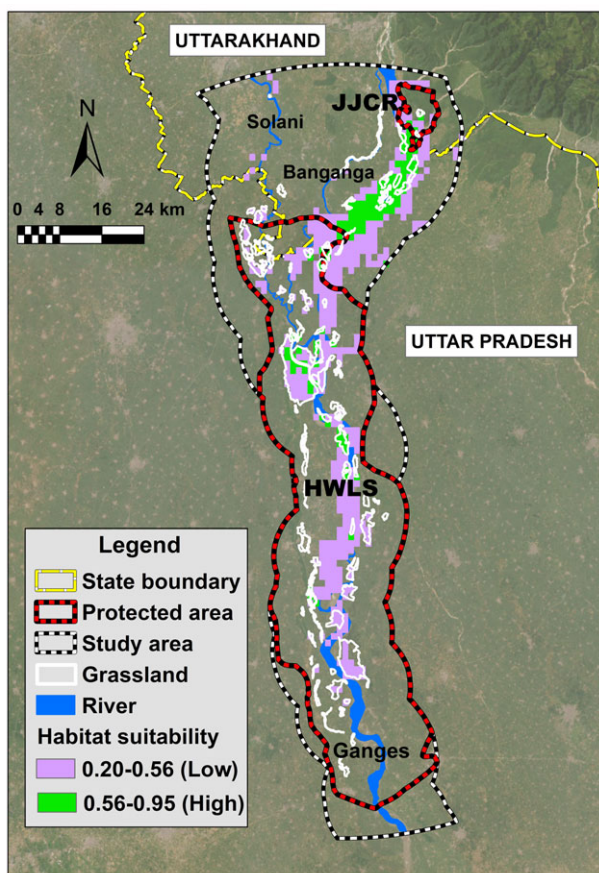 UTTARAKHAND
JJCR
Solani
N
Banganga
0 4 8 16 24 km
UTTAR PRADESH
HWLS
Legend
State boundary
Protected area
Study area
Grassland
River
Habitat suitability
0.20-0.56 (Low)
0.56-0.95 (High)
Ganges